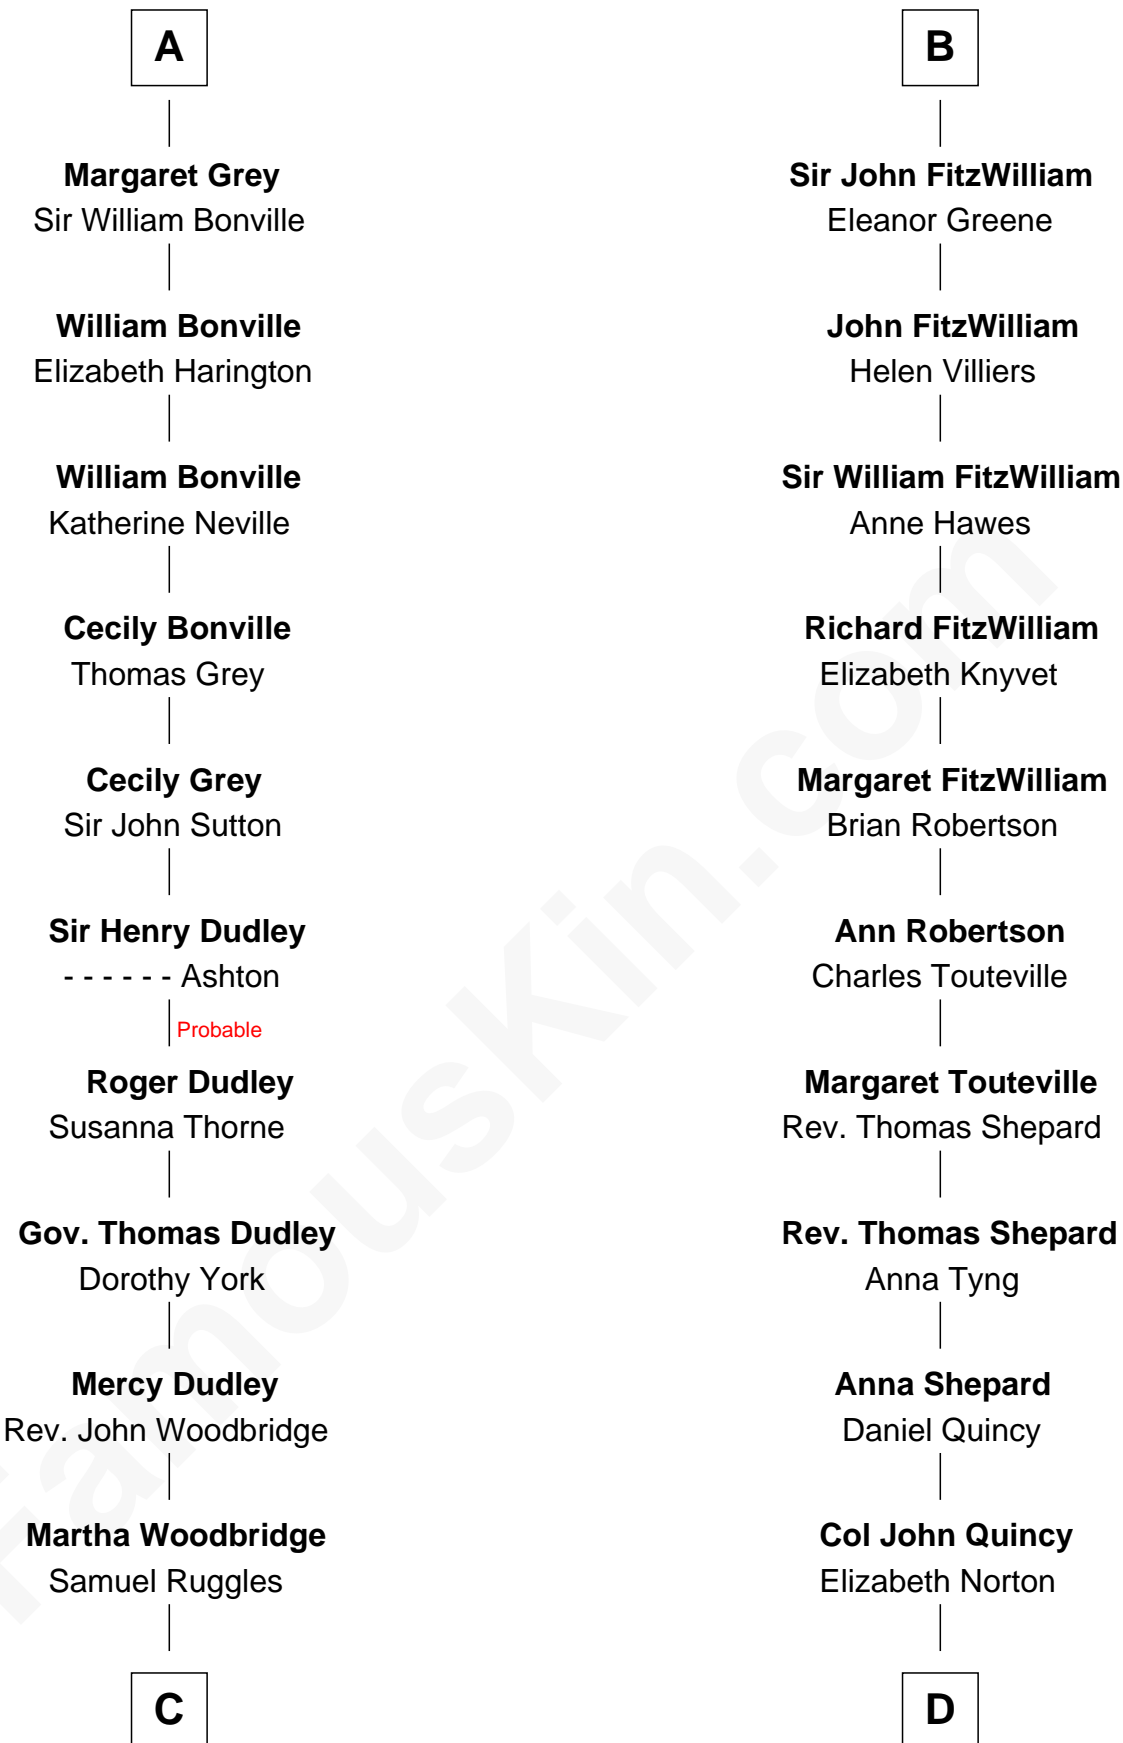 A
Margaret Grey
Sir William Bonville
William Bonville
Elizabeth Harington
William Bonville
Katherine Neville
Cecily Bonville
Thomas Grey
Cecily Grey
Sir John Sutton
Sir Henry Dudley
- - - - - - Ashton
Probable
Roger Dudley
Susanna Thorne
Gov. Thomas Dudley
Dorothy York
Mercy Dudley
Rev. John Woodbridge
Martha Woodbridge
Samuel Ruggles
C
B
Sir John FitzWilliam
Eleanor Greene
John FitzWilliam
Helen Villiers
Sir William FitzWilliam
Anne Hawes
Richard FitzWilliam
Elizabeth Knyvet
Margaret FitzWilliam
Brian Robertson
Ann Robertson
Charles Touteville
Margaret Touteville
Rev. Thomas Shepard
Rev. Thomas Shepard
Anna Tyng
Anna Shepard
Daniel Quincy
Col John Quincy
Elizabeth Norton
D
FamousKin.com